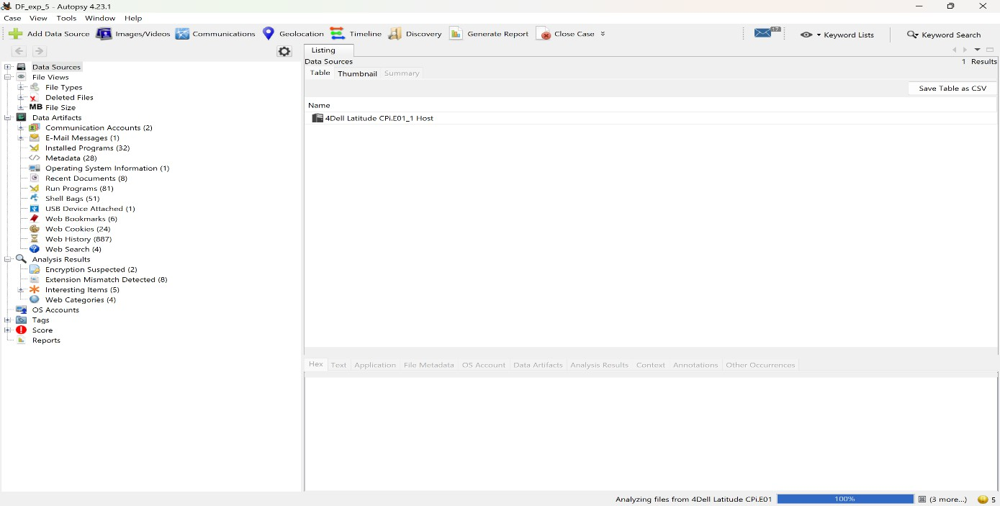 DF_exp_5 - Autopsy 4.23.1
Case View Tools Window Help
Add Data Source Images/Videos Communications Geolocation Timeline Discovery Generate Report Close Case 17 Keyword Lists Keyword Search
Listing
Data Sources 1 Results
Table Thumbnail Summary
Save Table as CSV
Name
4Dell Latitude CPi.E01_1 Host
Data Sources
File Views
File Types
Deleted Files
MB File Size
Data Artifacts
Communication Accounts (2)
E-Mail Messages (1)
Installed Programs (32)
Metadata (28)
Operating System Information (1)
Recent Documents (8)
Run Programs (81)
Shell Bags (51)
USB Device Attached (1)
Web Bookmarks (6)
Web Cookies (24)
Web History (887)
Web Search (4)
Analysis Results
Encryption Suspected (2)
Extension Mismatch Detected (8)
Interesting Items (5)
Web Categories (4)
OS Accounts
Tags
Score
Reports
Hex Text Application File Metadata OS Account Data Artifacts Analysis Results Context Annotations Other Occurrences
Analyzing files from 4Dell Latitude CPi.E01 100% (3 more...) 5